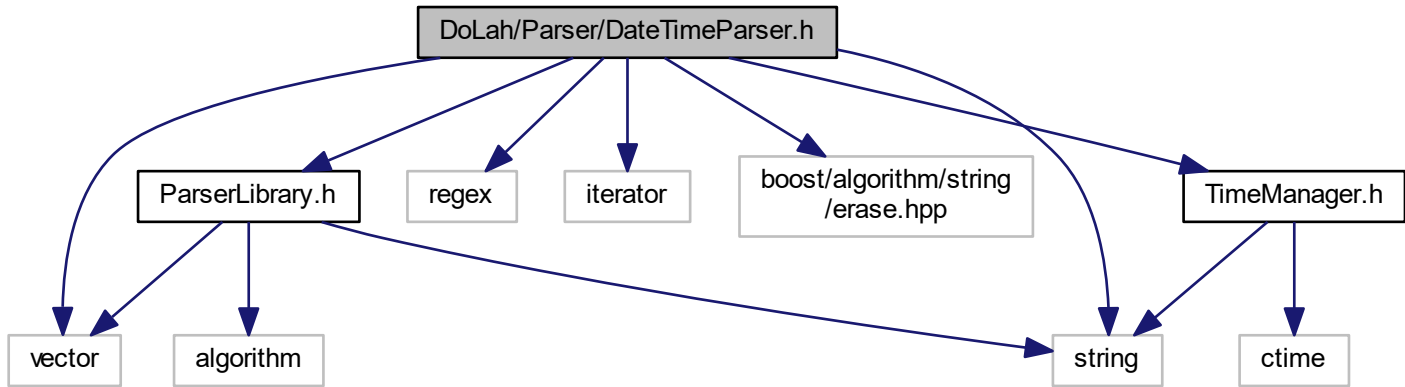 DoLah/Parser/DateTimeParser.h
ParserLibrary.h
regex
iterator
boost/algorithm/string
/erase.hpp
TimeManager.h
vector
algorithm
string
ctime